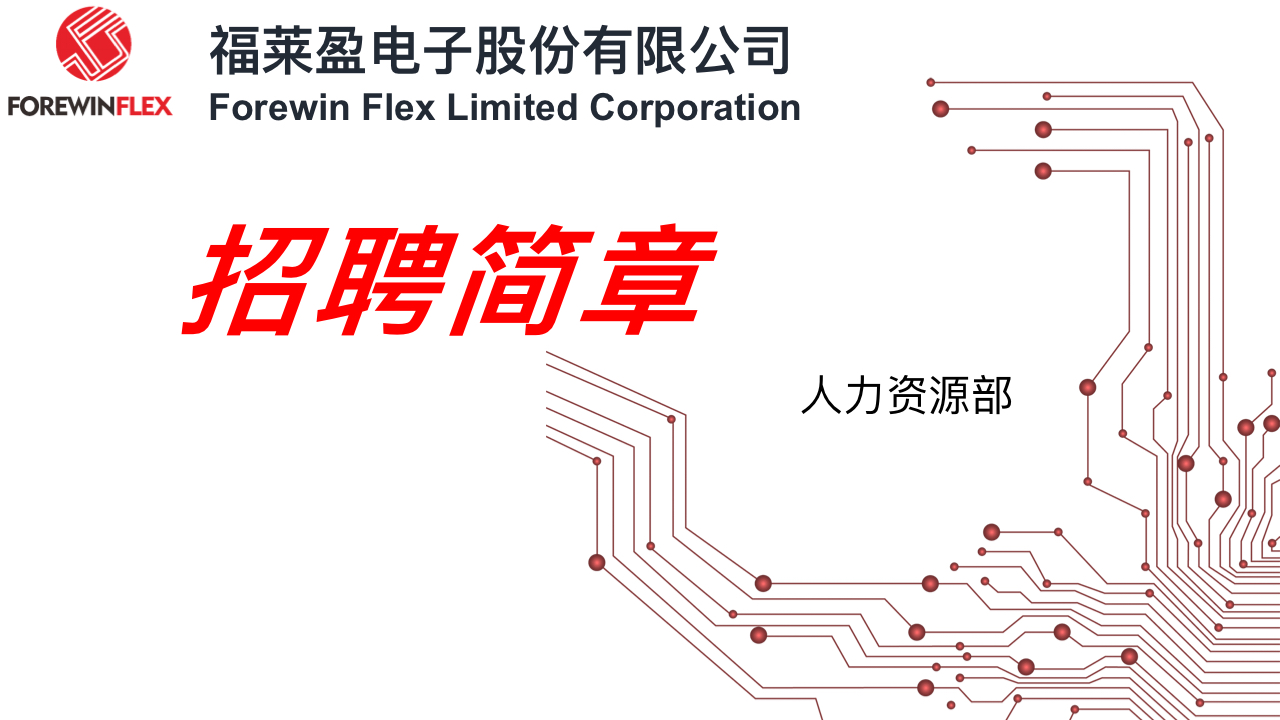 福莱盈电子股份有限公司
Forewin Flex Limited Corporation
FOREWINFLEX
招聘简章
人力资源部